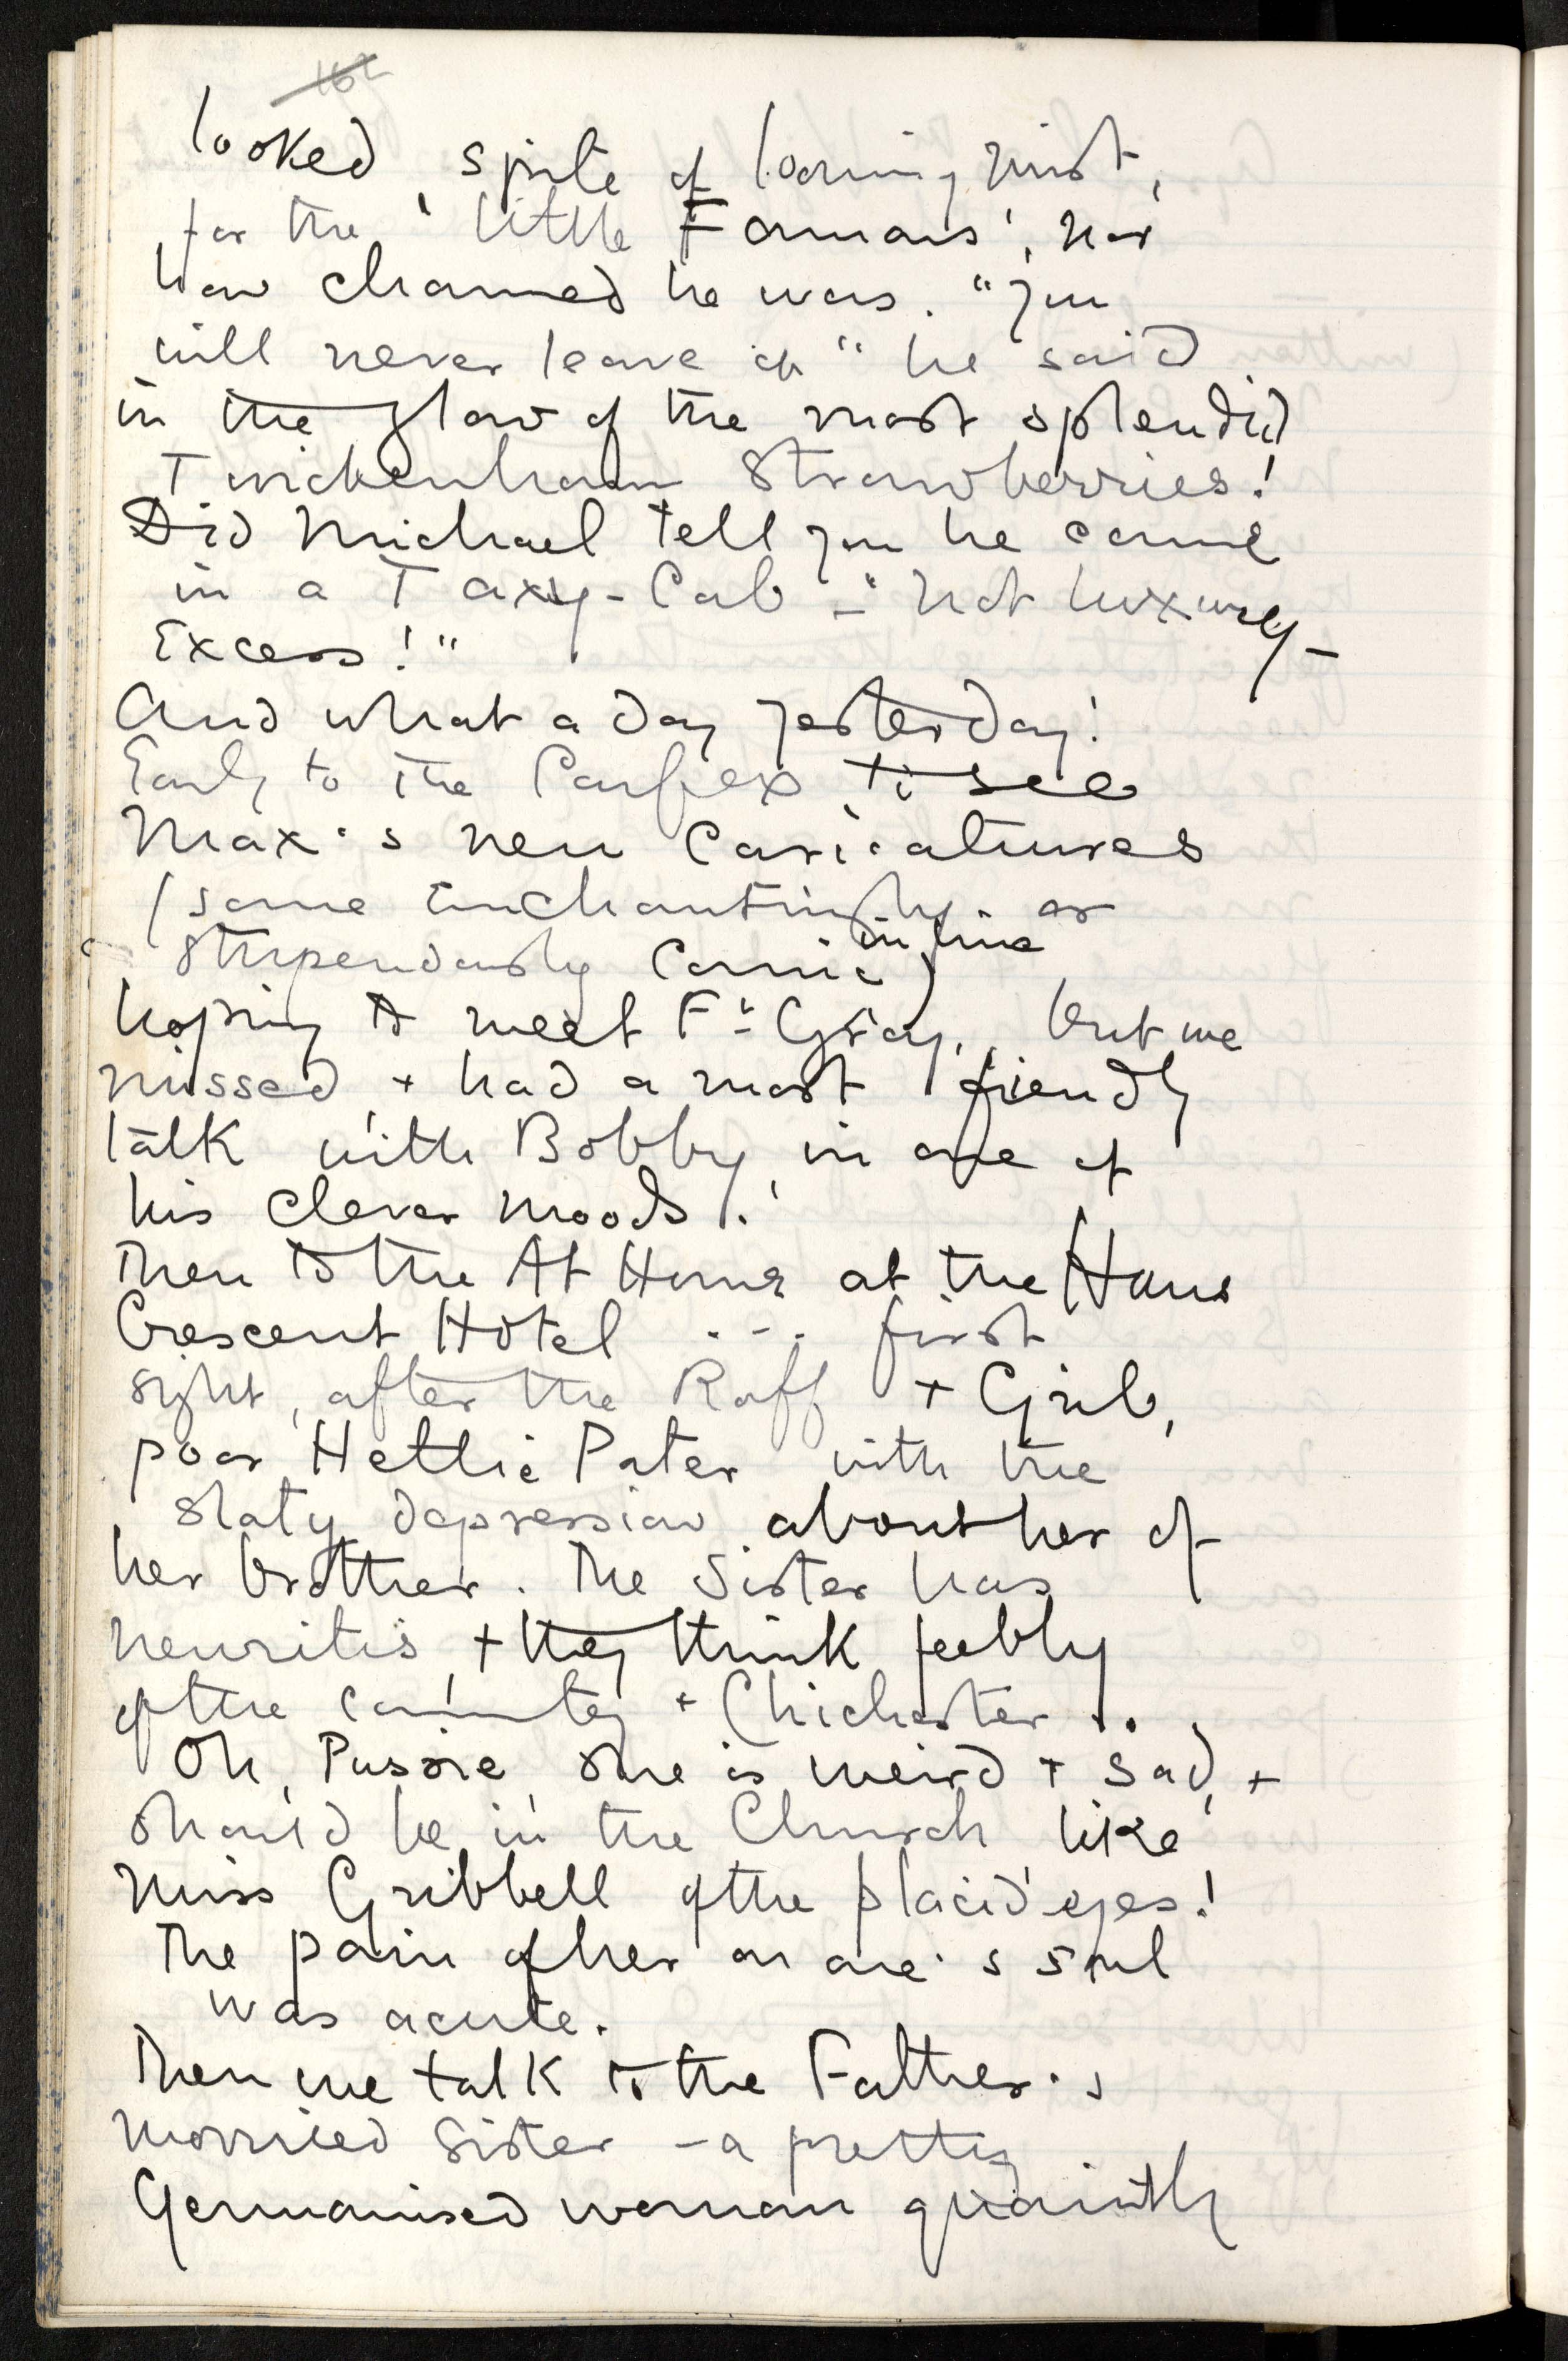 looked, spite of loaming mist,
for the 'little Famous', nor
how charmed he was. "You
will never leave it" he said
in the glow of the most splendid
Twickenham Strawberries!
Did Michael tell you he came
in a Taxy-Cab - "Not luxury -
Excess!"
And what a day yesterday!
Early to the Carfax to see
Max's new Caricatures
(some enchantingly or
stupendously comic in line)
hoping to meet Fr Gray, but we
missed + had a most friendly
talk with Bobby, in one of
his clever moods!
Then to the At Home at the Hans
Crescent Hotel ... first
sight, after the Raff + Grib,
poor Hettie Pater with the
slaty depression about her of
her brother. The Sister has
neuritis + they think feebly
of the country + Chichester ..
Oh, Pussie she is weird + sad, +
should be in the Church like
Miss Gribbell of the placid eyes!
The pain of her on one's soul
was acute.
Then we talk to the Father's
married Sister - a pretty
Germanised woman quaintly